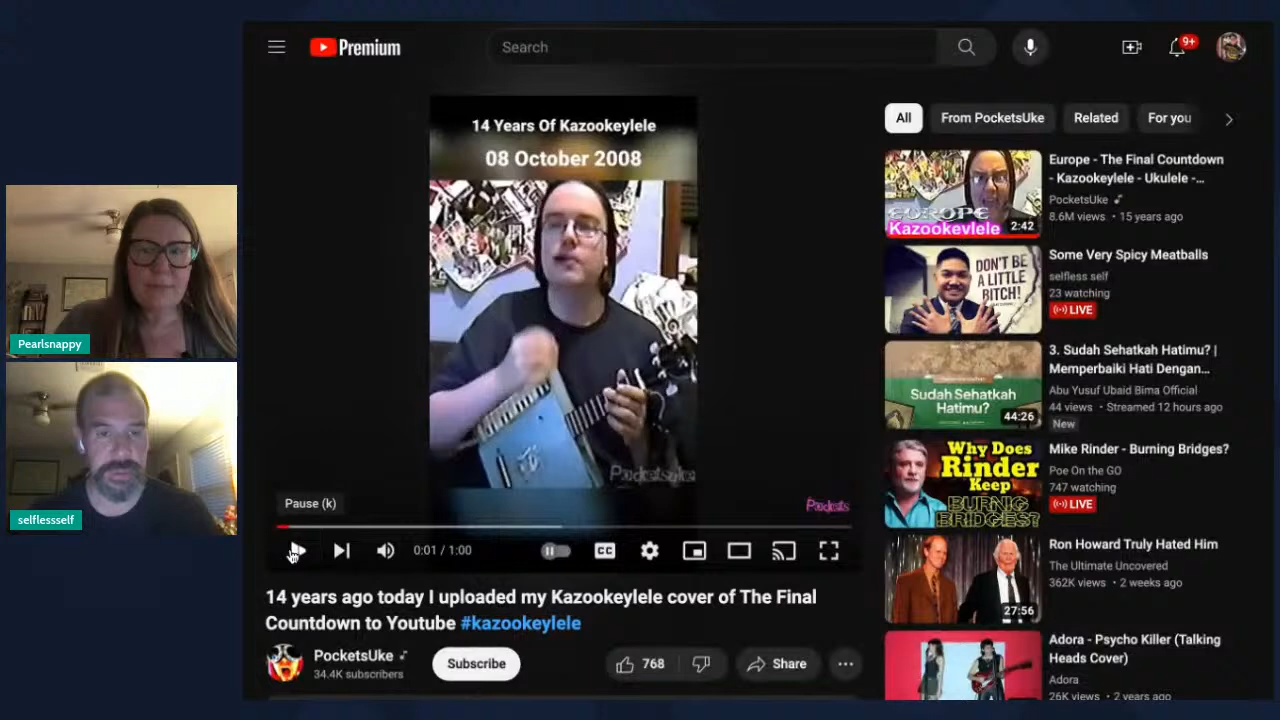 Premium
Search
9+
14 Years Of Kazookeylele
08 October 2008
Pause (k)
0:01 / 1:00
CC
14 years ago today I uploaded my Kazookeylele cover of The Final
Countdown to Youtube #kazookeylele
PocketsUke
34.4K subscribers
Subscribe
768
Share
Pearlsnappy
selflessself
All
From PocketsUke
Related
For you
EUROPE
Kazookeylele
2:42
Europe - The Final Countdown
- Kazookeylele - Ukulele -...
PocketsUke
8.6M views • 15 years ago
DON'T BE
A LITTLE
BITCH!
Some Very Spicy Meatballs
selfless self
23 watching
LIVE
Sudah Sehatkah
Hatimu?
44:26
3. Sudah Sehatkah Hatimu? |
Memperbaiki Hati Dengan...
Abu Yusuf Ubaid Bima Official
44 views • Streamed 12 hours ago
New
Why Does
Rinder
Keep
BURNIG
BRIDGES?
Mike Rinder - Burning Bridges?
Poe On the GO
747 watching
LIVE
27:56
Ron Howard Truly Hated Him
The Ultimate Uncovered
362K views • 2 weeks ago
Adora - Psycho Killer (Talking
Heads Cover)
Adora
26K views • 2 years ago